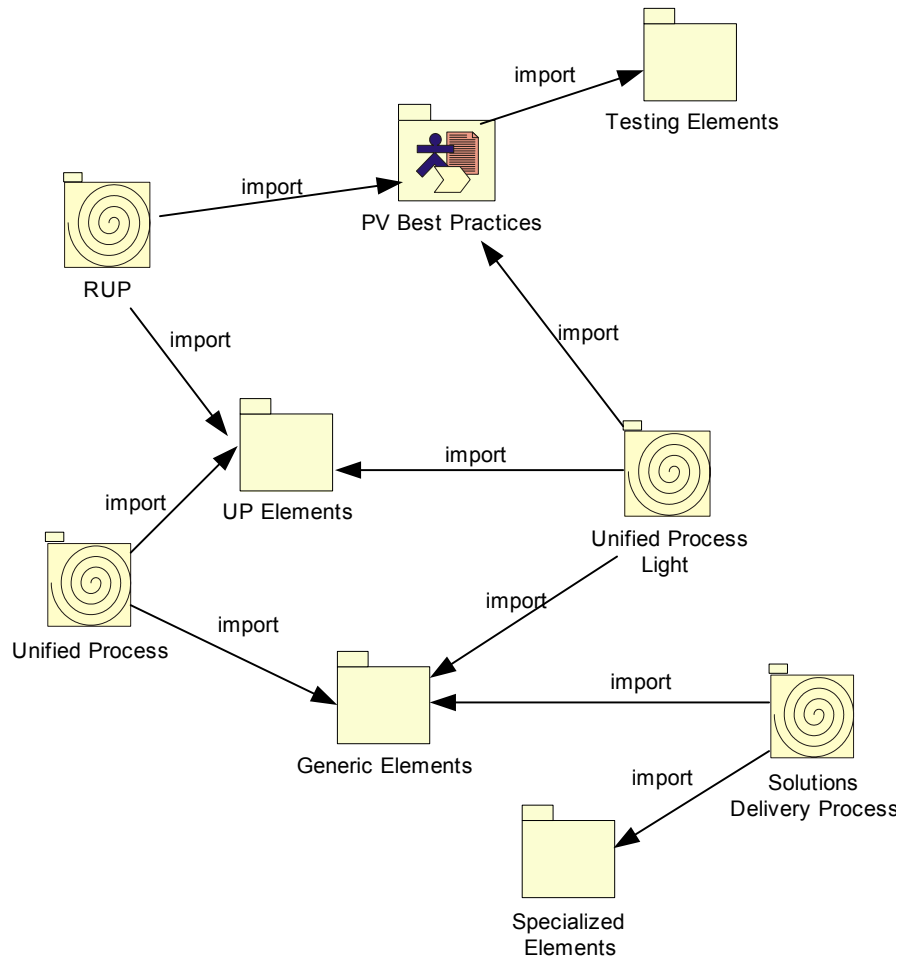 import
Testing Elements
import
PV Best Practices
RUP
import
import
import
UP Elements
import
Unified Process
Light
import
Unified Process
import
import
Generic Elements
import
Solutions
Delivery Process
import
Specialized
Elements